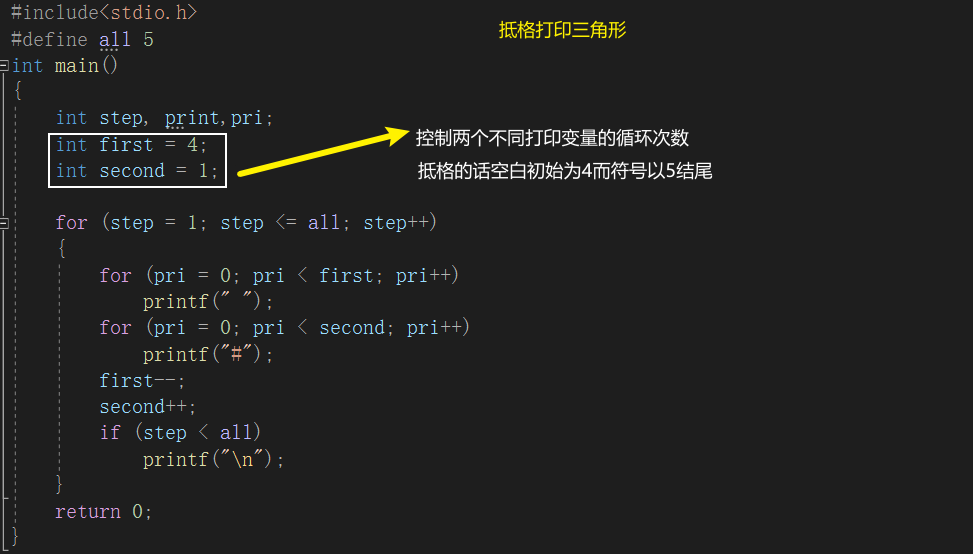 #include<stdio.h>
抵格打印三角形
#define all 5
int main()
{
int step, print,pri;
int first = 4;
控制两个不同打印变量的循环次数
int second = 1;
抵格的话空白初始为4而符号以5结尾
for (step = 1; step <= all; step++)
{
for (pri = 0; pri < first; pri++)
printf(" ");
for (pri = 0; pri < second; pri++)
printf("#");
first--;
second++;
if (step < all)
printf("\n");
}
return 0;
}